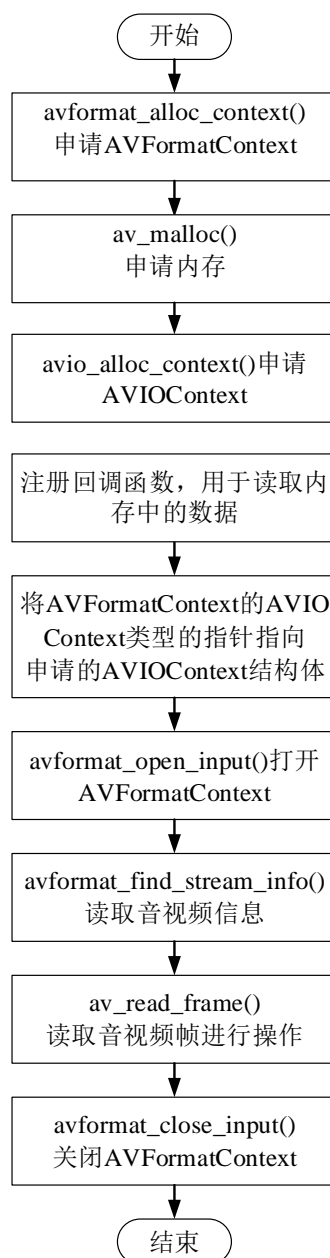 开始
avformat_alloc_context()
申请AVFormatContext
av_malloc()
申请内存
avio_alloc_context()申请
AVIOContext
注册回调函数，用于读取内
存中的数据
将AVFormatContext的AVIO
Context类型的指针指向
申请的AVIOContext结构体
avformat_open_input()打开
AVFormatContext
avformat_find_stream_info()
读取音视频信息
av_read_frame()
读取音视频帧进行操作
avformat_close_input()
关闭AVFormatContext
结束